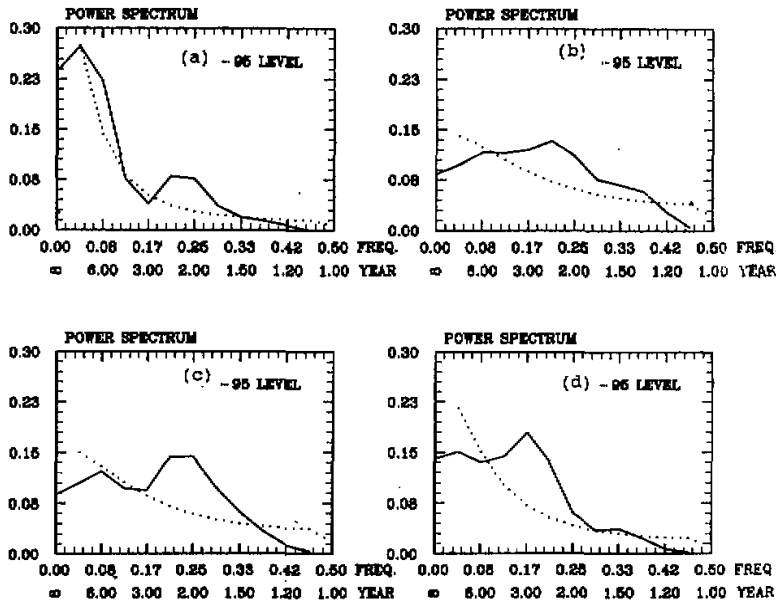 POWER SPECTRUM
0.30
(a) -95 LEVEL
0.23
0.15
0.08
0.00
0.00 0.08 0.17 0.25 0.33 0.42 0.50 FREQ.
∞ 6.00 3.00 2.00 1.50 1.20 1.00 YEAR
POWER SPECTRUM
0.30
(b) -95 LEVEL
0.23
0.15
0.08
0.00
0.00 0.08 0.17 0.25 0.33 0.42 0.50 FREQ
∞ 6.00 3.00 2.00 1.50 1.20 1.00 YEAR
POWER SPECTRUM
0.30
(c) -95 LEVEL
0.23
0.15
0.08
0.00
0.00 0.08 0.17 0.25 0.33 0.42 0.50 FREQ.
∞ 6.00 3.00 2.00 1.50 1.20 1.00 YEAR
POWER SPECTRUM
0.30
(d) -95 LEVEL
0.23
0.15
0.08
0.00
0.00 0.08 0.17 0.25 0.33 0.42 0.50 FREQ.
∞ 6.00 3.00 2.00 1.50 1.20 1.00 YEAR